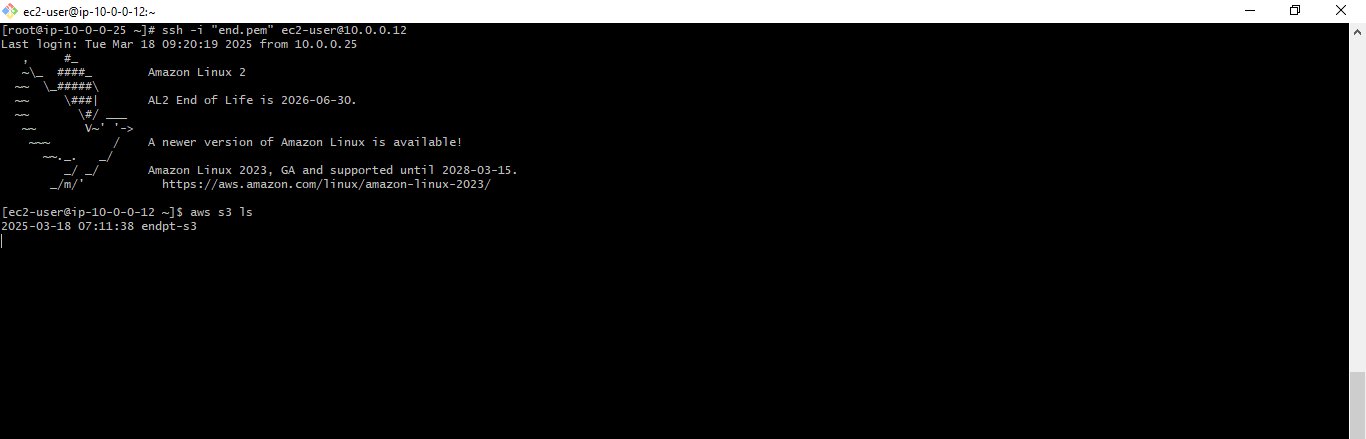 ec2-user@ip-10-0-0-12:~
[root@ip-10-0-0-25 ~]# ssh -i "end.pem" ec2-user@10.0.0.12
Last login: Tue Mar 18 09:20:19 2025 from 10.0.0.25
   ,     #_
   ~\_  ####_        Amazon Linux 2
  ~~  \_#####\
  ~~     \###|       AL2 End of Life is 2026-06-30.
  ~~       \#/ ___
   ~~       V~' '->
    ~~~         /    A newer version of Amazon Linux is available!
      ~~._.   _/
         _/ _/       Amazon Linux 2023, GA and supported until 2028-03-15.
       _/m/'           https://aws.amazon.com/linux/amazon-linux-2023/
[ec2-user@ip-10-0-0-12 ~]$ aws s3 ls
2025-03-18 07:11:38 endpt-s3